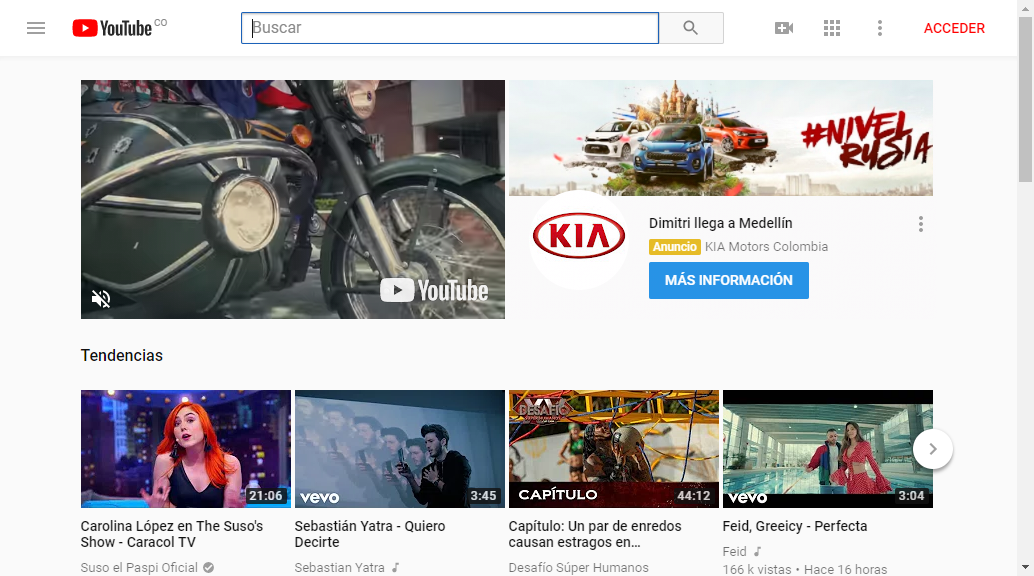 YouTube CO
Buscar
ACCEDER
#NIVEL
RUSIA
YouTube
KIA
Dimitri llega a Medellín
Anuncio KIA Motors Colombia
MÁS INFORMACIÓN
Tendencias
21:06
vevo 3:45
DESAFÍO
CAPÍTULO 44:12
vevo 3:04
Carolina López en The Suso's
Show - Caracol TV
Suso el Paspi Oficial
Sebastián Yatra - Quiero
Decirte
Sebastian Yatra
Capítulo: Un par de enredos
causan estragos en…
Desafío Súper Humanos
Feid, Greeicy - Perfecta
Feid
166 k vistas • Hace 16 horas